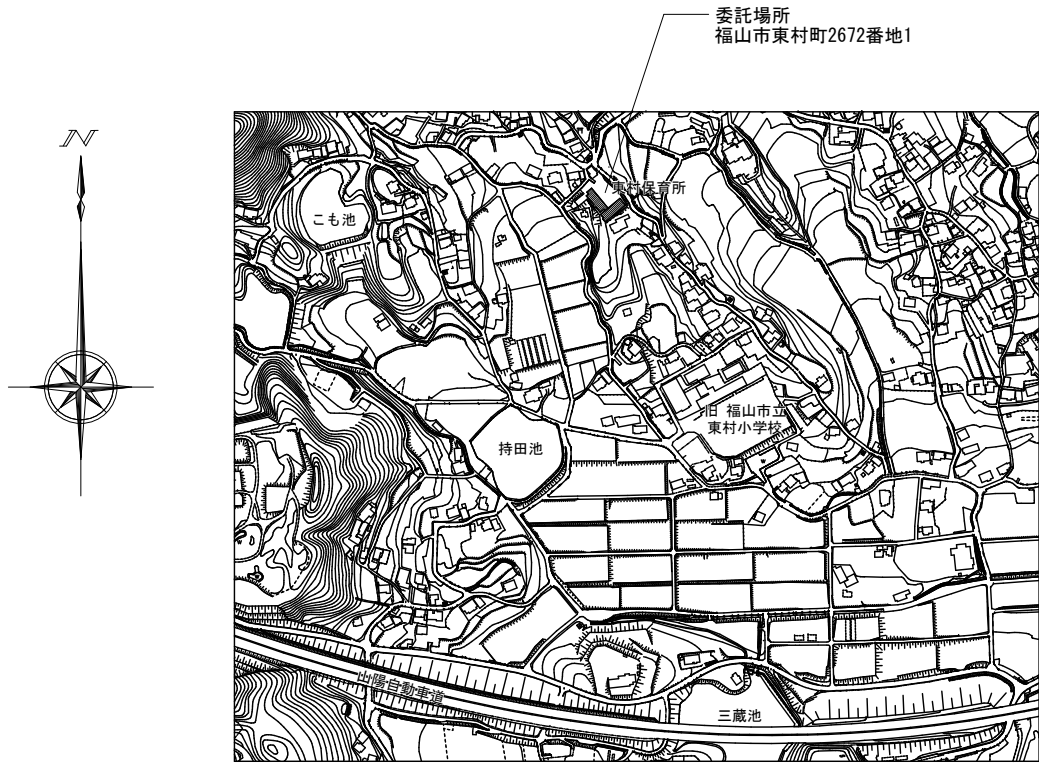 委託場所
福山市東村町2672番地1
N
東村保育所
こも池
旧 福山市立
東村小学校
持田池
山陽自動車道
三蔵池